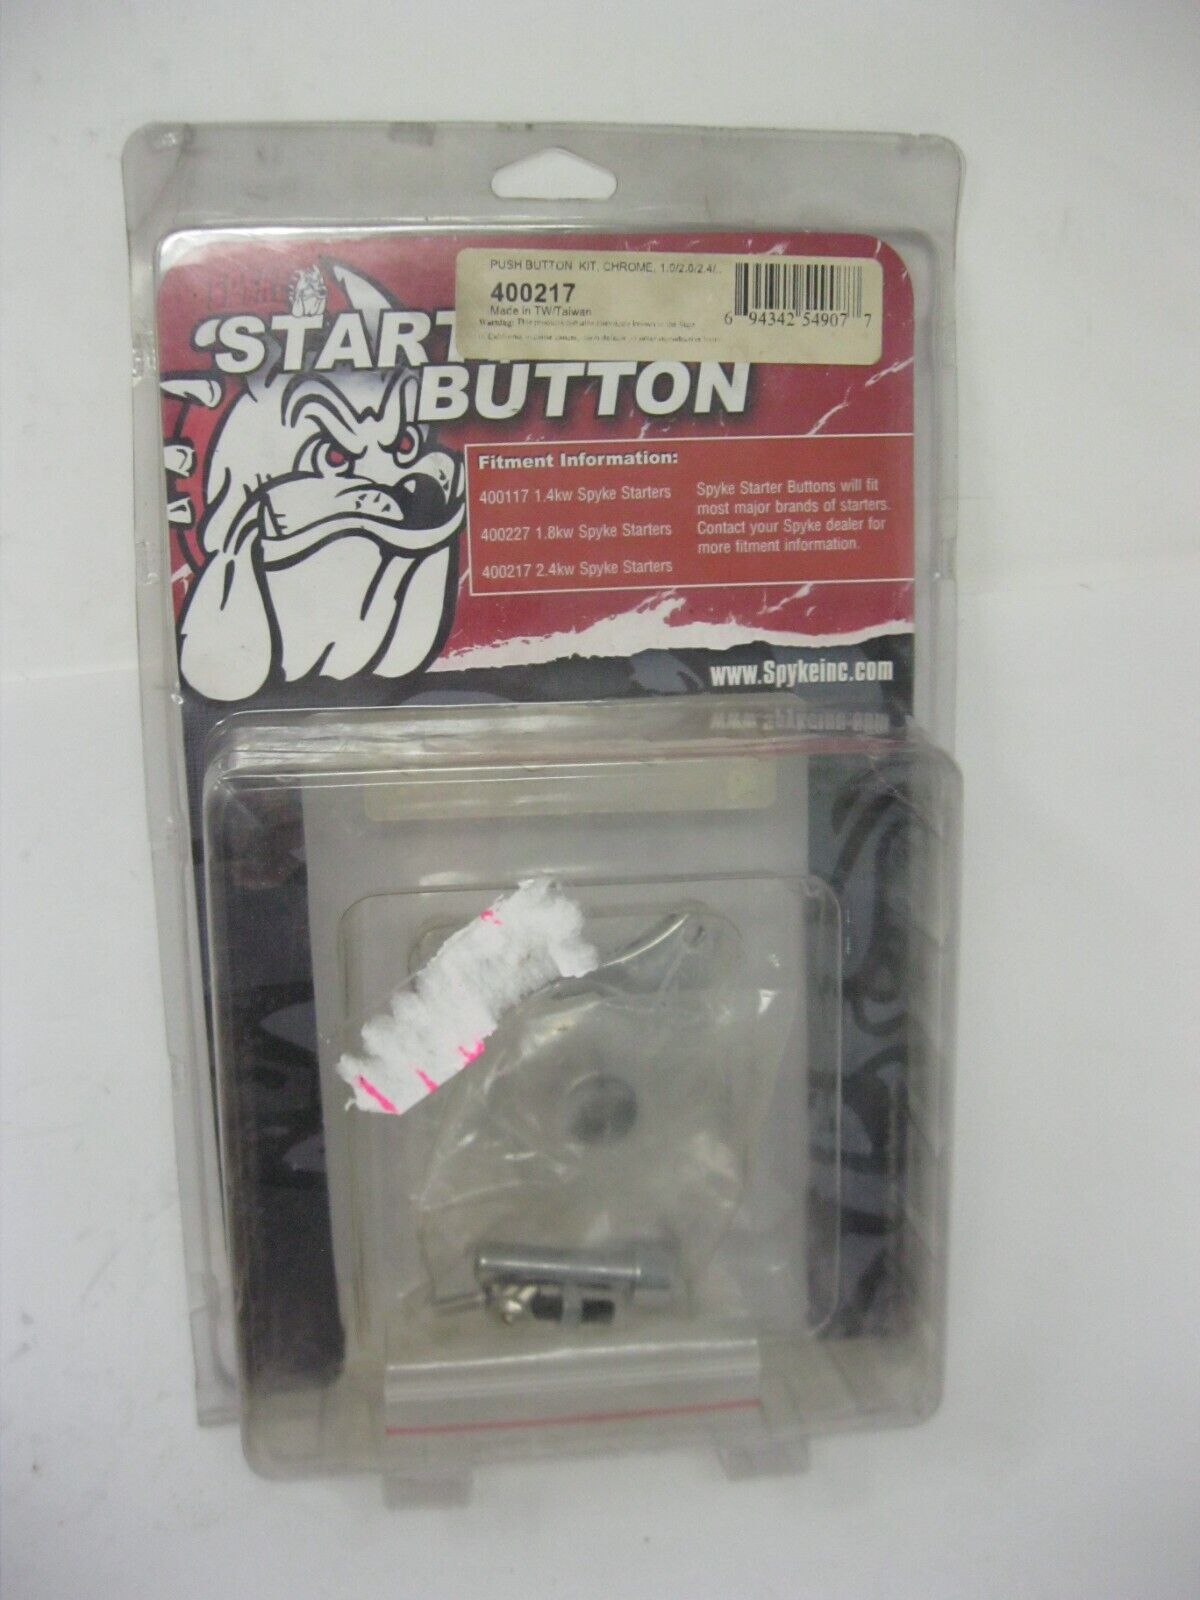 PUSH BUTTON KIT, CHROME, 1.0/2.0/2.4/..
400217
Made in TW/Taiwan
6 94342 54907 7
Warning: This
'START
BUTTON
Fitment Information:
400117 1.4kw Spyke Starters
400227 1.8kw Spyke Starters
400217 2.4kw Spyke Starters
Spyke Starter Buttons will fit
most major brands of starters.
Contact your Spyke dealer for
more fitment information.
www.Spykeinc.com